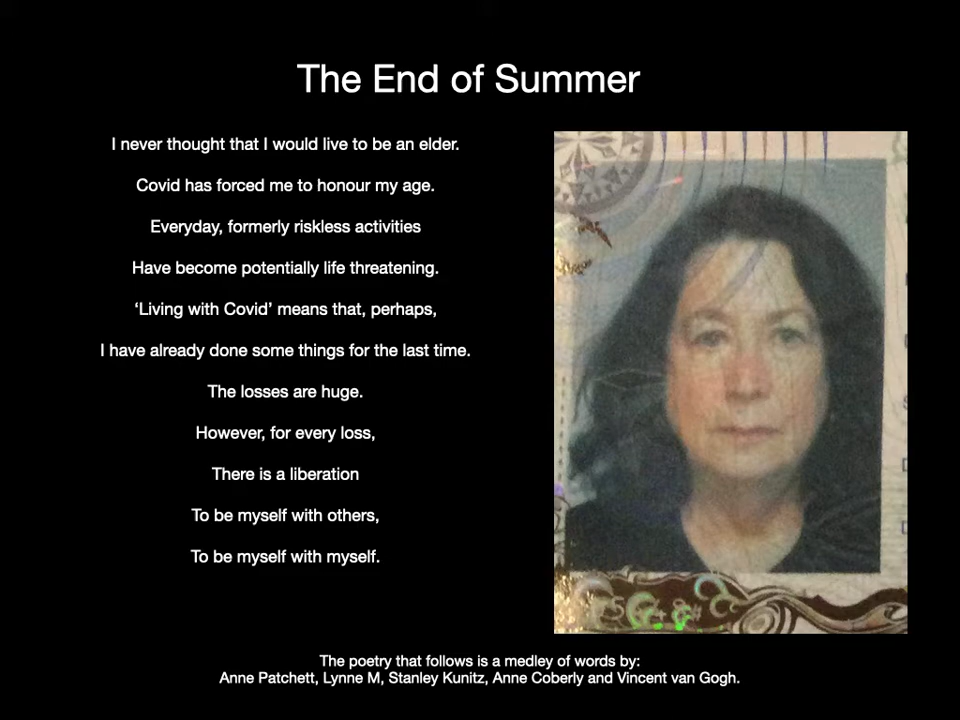 The End of Summer
I never thought that I would live to be an elder.
Covid has forced me to honour my age.
Everyday, formerly riskless activities
Have become potentially life threatening.
‘Living with Covid’ means that, perhaps,
I have already done some things for the last time.
The losses are huge.
However, for every loss,
There is a liberation
To be myself with others,
To be myself with myself.
The poetry that follows is a medley of words by:
Anne Patchett, Lynne M, Stanley Kunitz, Anne Coberly and Vincent van Gogh.